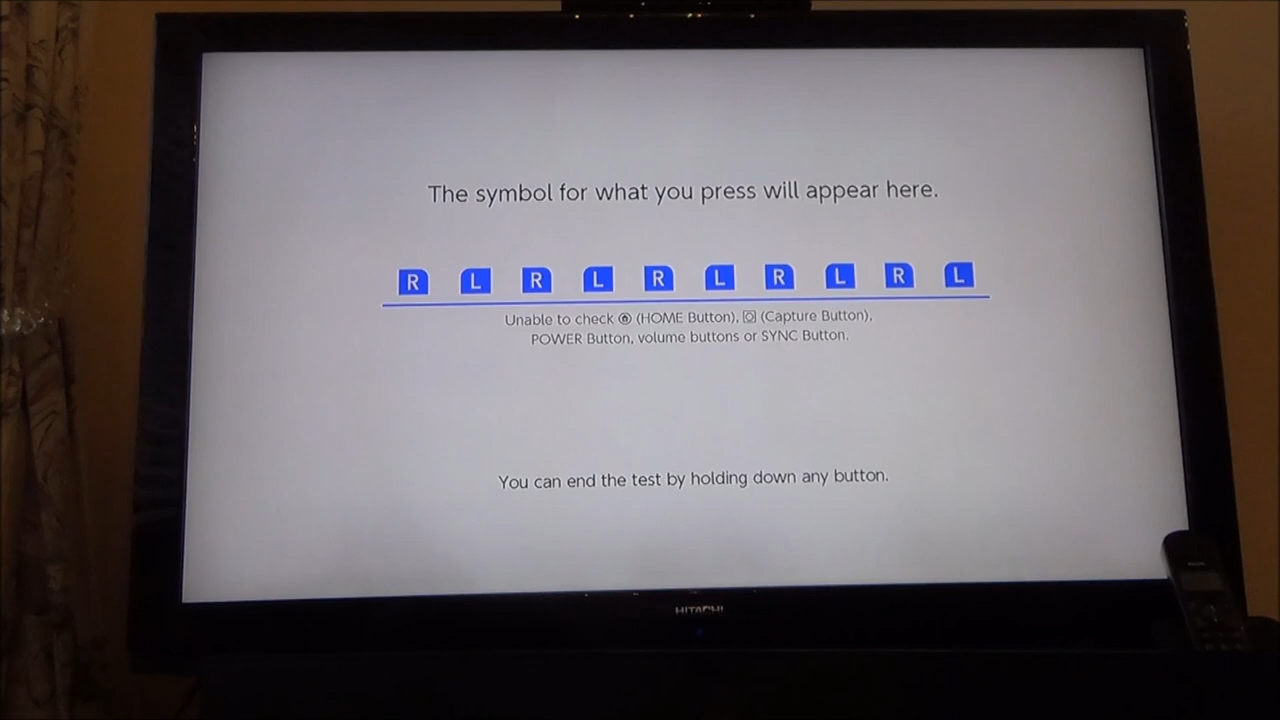 The symbol for what you press will appear here.
R L R L R L R L R L
Unable to check (HOME Button), (Capture Button),
POWER Button, volume buttons or SYNC Button.
You can end the test by holding down any button.
HITACHI